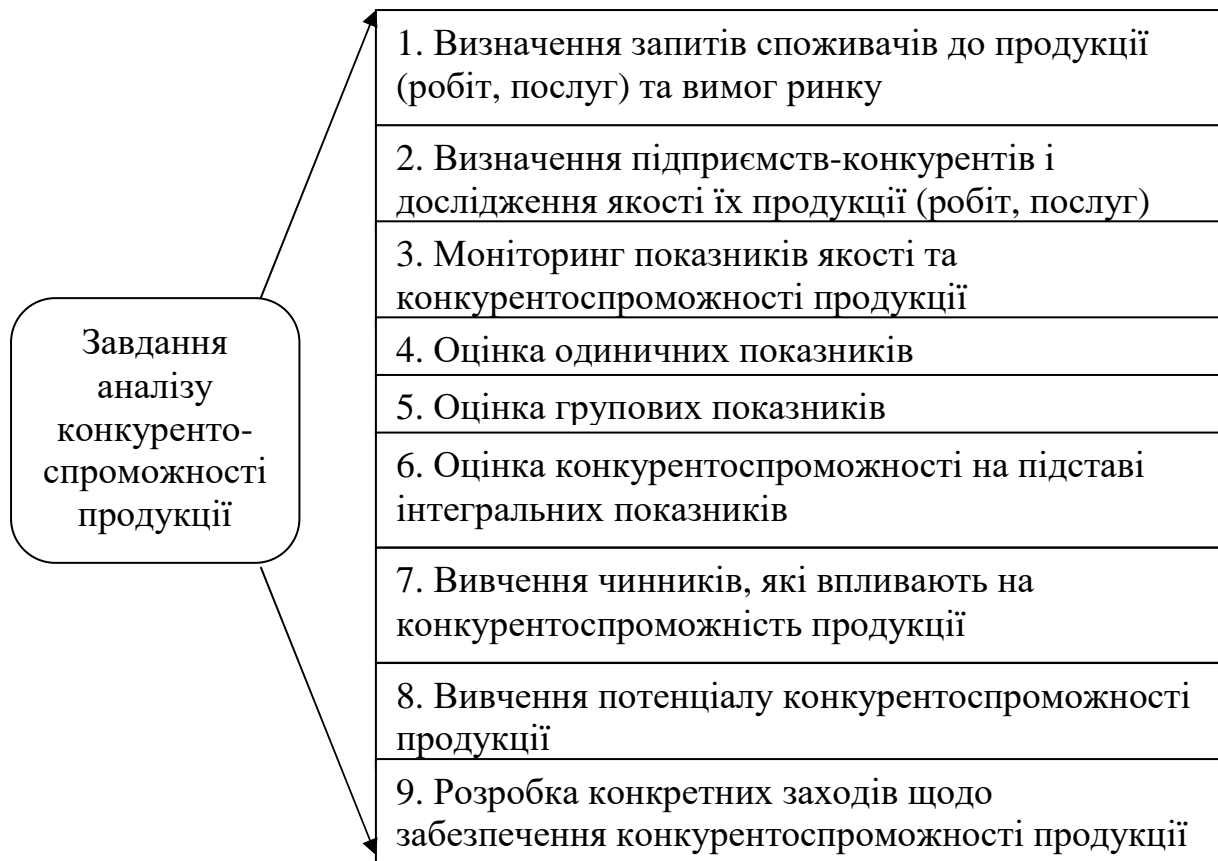 Завдання
аналізу
конкуренто-
спроможності
продукції
1. Визначення запитів споживачів до продукції
(робіт, послуг) та вимог ринку
2. Визначення підприємств-конкурентів і
дослідження якості їх продукції (робіт, послуг)
3. Моніторинг показників якості та
конкурентоспроможності продукції
4. Оцінка одиничних показників
5. Оцінка групових показників
6. Оцінка конкурентоспроможності на підставі
інтегральних показників
7. Вивчення чинників, які впливають на
конкурентоспроможність продукції
8. Вивчення потенціалу конкурентоспроможності
продукції
9. Розробка конкретних заходів щодо
забезпечення конкурентоспроможності продукції